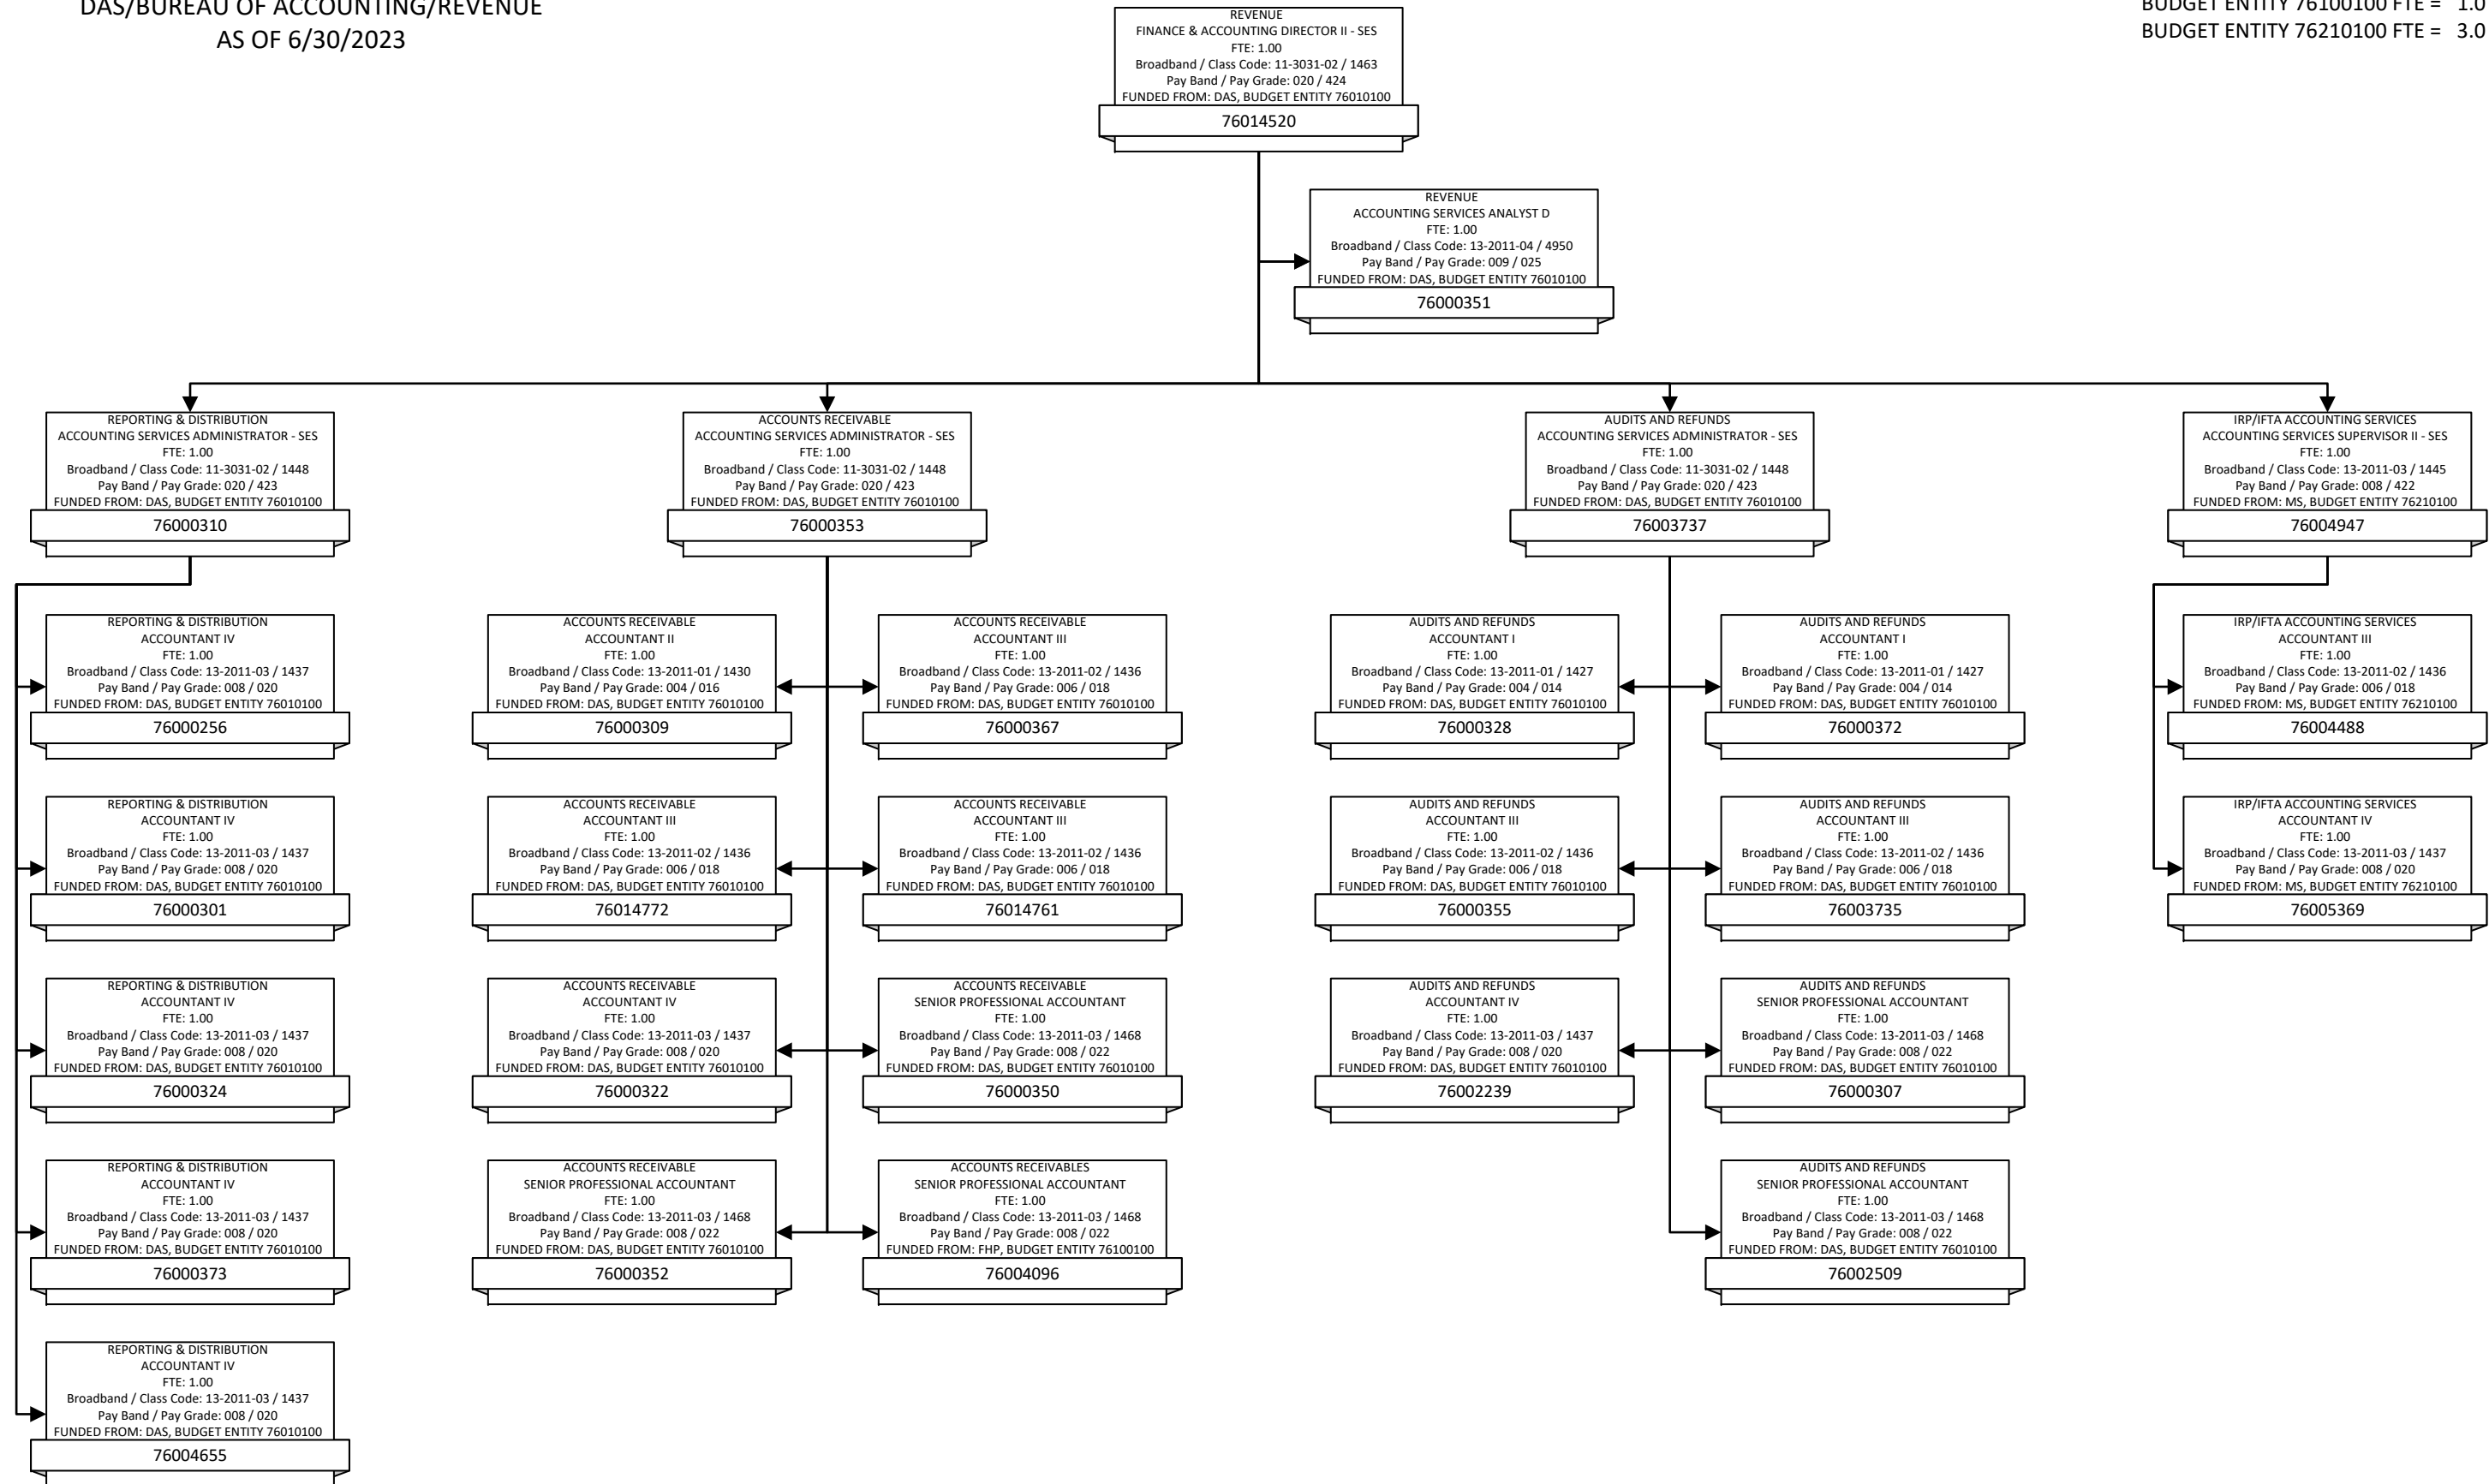 DAS/BUREAU OF ACCOUNTING/REVENUE
AS OF 6/30/2023
BUDGET ENTITY 76100100 FTE = 1.0
BUDGET ENTITY 76210100 FTE = 3.0
REVENUE
FINANCE & ACCOUNTING DIRECTOR II - SES
FTE: 1.00
Broadband / Class Code: 11-3031-02 / 1463
Pay Band / Pay Grade: 020 / 424
FUNDED FROM: DAS, BUDGET ENTITY 76010100
76014520
REVENUE
ACCOUNTING SERVICES ANALYST D
FTE: 1.00
Broadband / Class Code: 13-2011-04 / 4950
Pay Band / Pay Grade: 009 / 025
FUNDED FROM: DAS, BUDGET ENTITY 76010100
76000351
REPORTING & DISTRIBUTION
ACCOUNTING SERVICES ADMINISTRATOR - SES
FTE: 1.00
Broadband / Class Code: 11-3031-02 / 1448
Pay Band / Pay Grade: 020 / 423
FUNDED FROM: DAS, BUDGET ENTITY 76010100
76000310
ACCOUNTS RECEIVABLE
ACCOUNTING SERVICES ADMINISTRATOR - SES
FTE: 1.00
Broadband / Class Code: 11-3031-02 / 1448
Pay Band / Pay Grade: 020 / 423
FUNDED FROM: DAS, BUDGET ENTITY 76010100
76000353
AUDITS AND REFUNDS
ACCOUNTING SERVICES ADMINISTRATOR - SES
FTE: 1.00
Broadband / Class Code: 11-3031-02 / 1448
Pay Band / Pay Grade: 020 / 423
FUNDED FROM: DAS, BUDGET ENTITY 76010100
76003737
IRP/IFTA ACCOUNTING SERVICES
ACCOUNTING SERVICES SUPERVISOR II - SES
FTE: 1.00
Broadband / Class Code: 13-2011-03 / 1445
Pay Band / Pay Grade: 008 / 422
FUNDED FROM: MS, BUDGET ENTITY 76210100
76004947
REPORTING & DISTRIBUTION
ACCOUNTANT IV
FTE: 1.00
Broadband / Class Code: 13-2011-03 / 1437
Pay Band / Pay Grade: 008 / 020
FUNDED FROM: DAS, BUDGET ENTITY 76010100
76000256
ACCOUNTS RECEIVABLE
ACCOUNTANT II
FTE: 1.00
Broadband / Class Code: 13-2011-01 / 1430
Pay Band / Pay Grade: 004 / 016
FUNDED FROM: DAS, BUDGET ENTITY 76010100
76000309
ACCOUNTS RECEIVABLE
ACCOUNTANT III
FTE: 1.00
Broadband / Class Code: 13-2011-02 / 1436
Pay Band / Pay Grade: 006 / 018
FUNDED FROM: DAS, BUDGET ENTITY 76010100
76000367
AUDITS AND REFUNDS
ACCOUNTANT I
FTE: 1.00
Broadband / Class Code: 13-2011-01 / 1427
Pay Band / Pay Grade: 004 / 014
FUNDED FROM: DAS, BUDGET ENTITY 76010100
76000328
AUDITS AND REFUNDS
ACCOUNTANT I
FTE: 1.00
Broadband / Class Code: 13-2011-01 / 1427
Pay Band / Pay Grade: 004 / 014
FUNDED FROM: DAS, BUDGET ENTITY 76010100
76000372
IRP/IFTA ACCOUNTING SERVICES
ACCOUNTANT III
FTE: 1.00
Broadband / Class Code: 13-2011-02 / 1436
Pay Band / Pay Grade: 006 / 018
FUNDED FROM: MS, BUDGET ENTITY 76210100
76004488
REPORTING & DISTRIBUTION
ACCOUNTANT IV
FTE: 1.00
Broadband / Class Code: 13-2011-03 / 1437
Pay Band / Pay Grade: 008 / 020
FUNDED FROM: DAS, BUDGET ENTITY 76010100
76000301
ACCOUNTS RECEIVABLE
ACCOUNTANT III
FTE: 1.00
Broadband / Class Code: 13-2011-02 / 1436
Pay Band / Pay Grade: 006 / 018
FUNDED FROM: DAS, BUDGET ENTITY 76010100
76014772
ACCOUNTS RECEIVABLE
ACCOUNTANT III
FTE: 1.00
Broadband / Class Code: 13-2011-02 / 1436
Pay Band / Pay Grade: 006 / 018
FUNDED FROM: DAS, BUDGET ENTITY 76010100
76014761
AUDITS AND REFUNDS
ACCOUNTANT III
FTE: 1.00
Broadband / Class Code: 13-2011-02 / 1436
Pay Band / Pay Grade: 006 / 018
FUNDED FROM: DAS, BUDGET ENTITY 76010100
76000355
AUDITS AND REFUNDS
ACCOUNTANT III
FTE: 1.00
Broadband / Class Code: 13-2011-02 / 1436
Pay Band / Pay Grade: 006 / 018
FUNDED FROM: DAS, BUDGET ENTITY 76010100
76003735
IRP/IFTA ACCOUNTING SERVICES
ACCOUNTANT IV
FTE: 1.00
Broadband / Class Code: 13-2011-03 / 1437
Pay Band / Pay Grade: 008 / 020
FUNDED FROM: MS, BUDGET ENTITY 76210100
76005369
REPORTING & DISTRIBUTION
ACCOUNTANT IV
FTE: 1.00
Broadband / Class Code: 13-2011-03 / 1437
Pay Band / Pay Grade: 008 / 020
FUNDED FROM: DAS, BUDGET ENTITY 76010100
76000324
ACCOUNTS RECEIVABLE
ACCOUNTANT IV
FTE: 1.00
Broadband / Class Code: 13-2011-03 / 1437
Pay Band / Pay Grade: 008 / 020
FUNDED FROM: DAS, BUDGET ENTITY 76010100
76000322
ACCOUNTS RECEIVABLE
SENIOR PROFESSIONAL ACCOUNTANT
FTE: 1.00
Broadband / Class Code: 13-2011-03 / 1468
Pay Band / Pay Grade: 008 / 022
FUNDED FROM: DAS, BUDGET ENTITY 76010100
76000350
AUDITS AND REFUNDS
ACCOUNTANT IV
FTE: 1.00
Broadband / Class Code: 13-2011-03 / 1437
Pay Band / Pay Grade: 008 / 020
FUNDED FROM: DAS, BUDGET ENTITY 76010100
76002239
AUDITS AND REFUNDS
SENIOR PROFESSIONAL ACCOUNTANT
FTE: 1.00
Broadband / Class Code: 13-2011-03 / 1468
Pay Band / Pay Grade: 008 / 022
FUNDED FROM: DAS, BUDGET ENTITY 76010100
76000307
REPORTING & DISTRIBUTION
ACCOUNTANT IV
FTE: 1.00
Broadband / Class Code: 13-2011-03 / 1437
Pay Band / Pay Grade: 008 / 020
FUNDED FROM: DAS, BUDGET ENTITY 76010100
76000373
ACCOUNTS RECEIVABLE
SENIOR PROFESSIONAL ACCOUNTANT
FTE: 1.00
Broadband / Class Code: 13-2011-03 / 1468
Pay Band / Pay Grade: 008 / 022
FUNDED FROM: DAS, BUDGET ENTITY 76010100
76000352
ACCOUNTS RECEIVABLES
SENIOR PROFESSIONAL ACCOUNTANT
FTE: 1.00
Broadband / Class Code: 13-2011-03 / 1468
Pay Band / Pay Grade: 008 / 022
FUNDED FROM: FHP, BUDGET ENTITY 76100100
76004096
AUDITS AND REFUNDS
SENIOR PROFESSIONAL ACCOUNTANT
FTE: 1.00
Broadband / Class Code: 13-2011-03 / 1468
Pay Band / Pay Grade: 008 / 022
FUNDED FROM: DAS, BUDGET ENTITY 76010100
76002509
REPORTING & DISTRIBUTION
ACCOUNTANT IV
FTE: 1.00
Broadband / Class Code: 13-2011-03 / 1437
Pay Band / Pay Grade: 008 / 020
FUNDED FROM: DAS, BUDGET ENTITY 76010100
76004655